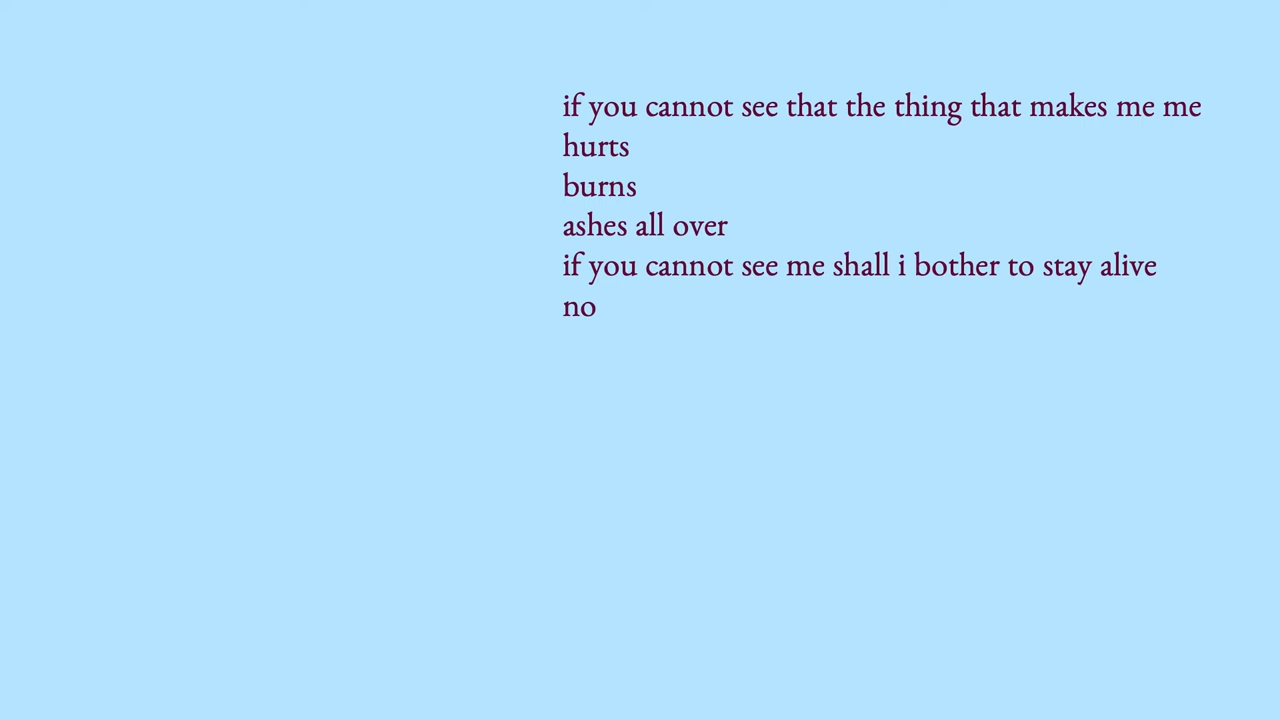 if you cannot see that the thing that makes me me
hurts
burns
ashes all over
if you cannot see me shall i bother to stay alive
no